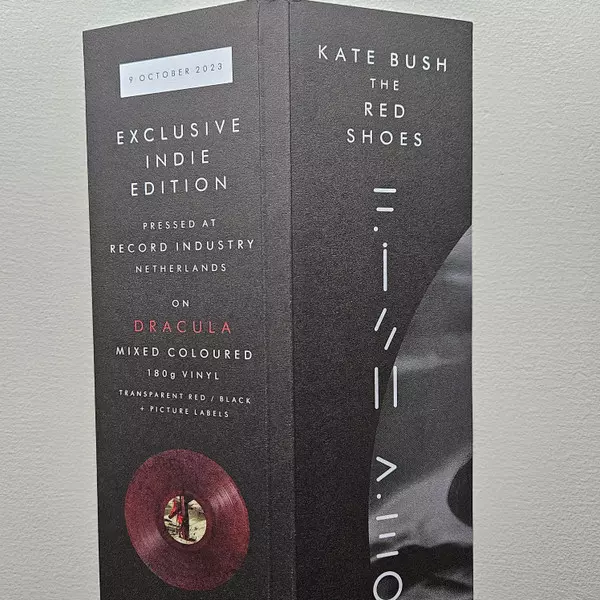 9 OCTOBER 2023
EXCLUSIVE
INDIE
EDITION
PRESSED AT
RECORD INDUSTRY
NETHERLANDS
ON
DRACULA
MIXED COLOURED
180g VINYL
TRANSPARENT RED / BLACK
+ PICTURE LABELS
KATE BUSH
THE
RED
SHOES